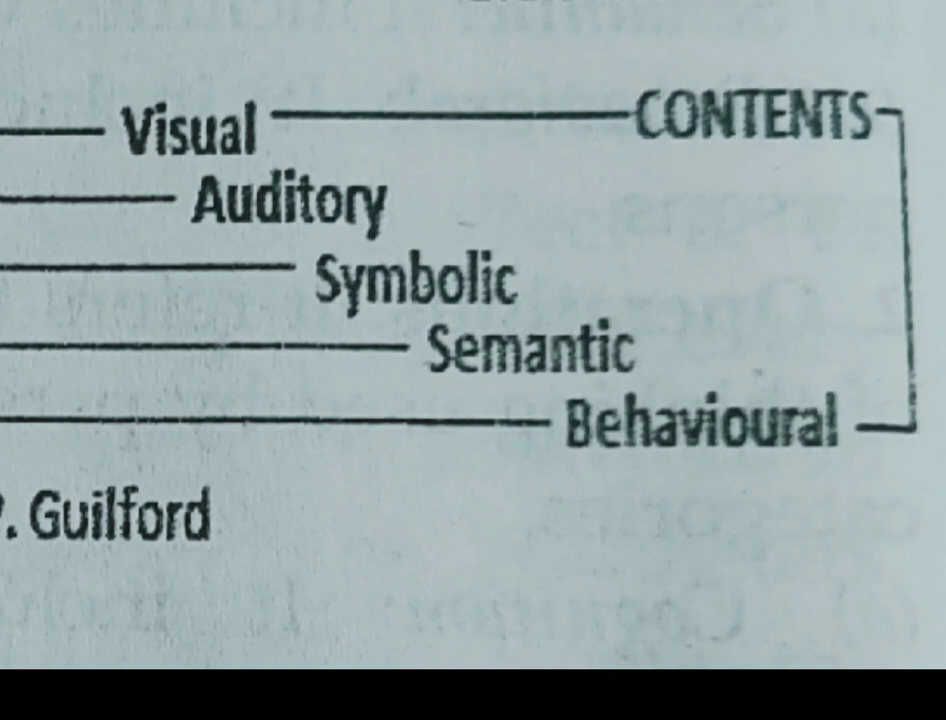 Visual CONTENTS
Auditory
Symbolic
Semantic
Behavioural
. Guilford